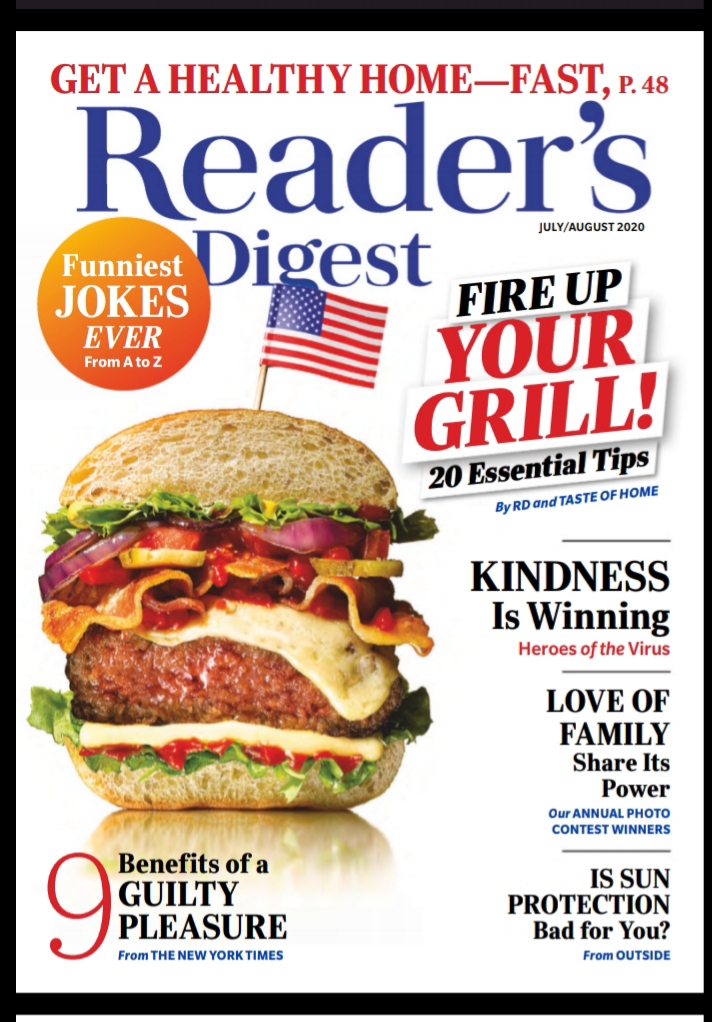 GET A HEALTHY HOME—FAST, P. 48
Reader's
Digest
JULY/AUGUST 2020
Funniest
JOKES
EVER
From A to Z
FIRE UP
YOUR
GRILL!
20 Essential Tips
By RD and TASTE OF HOME
KINDNESS
Is Winning
Heroes of the Virus
LOVE OF
FAMILY
Share Its
Power
Our ANNUAL PHOTO
CONTEST WINNERS
9
Benefits of a
GUILTY
PLEASURE
From THE NEW YORK TIMES
IS SUN
PROTECTION
Bad for You?
From OUTSIDE